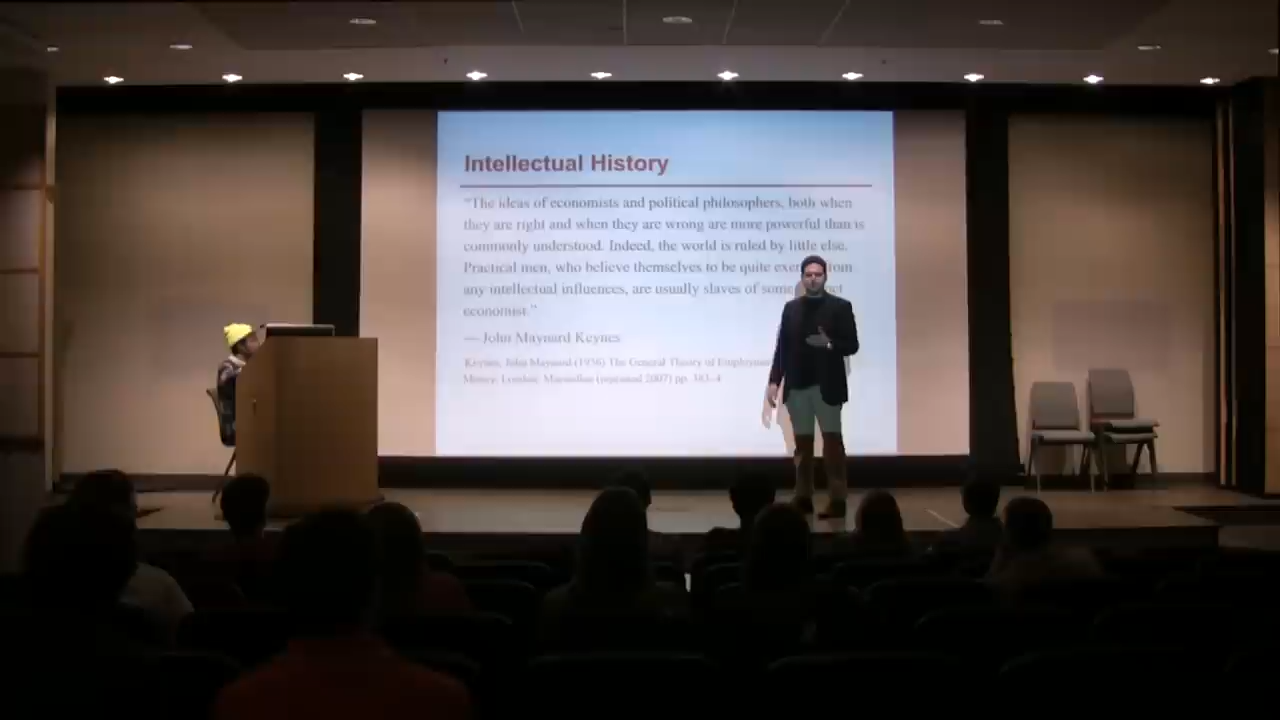 Intellectual History
"The ideas of economists and political philosophers, both when
they are right and when they are wrong are more powerful than is
commonly understood. Indeed, the world is ruled by little else.
Practical men, who believe themselves to be quite from
any intellectual influences, are usually slaves of some
economist."
— John Maynard Keynes
Keynes, John Maynard (1936) The General Theory of
Money. London: Macmillan (reprinted 2007) pp. 383–4